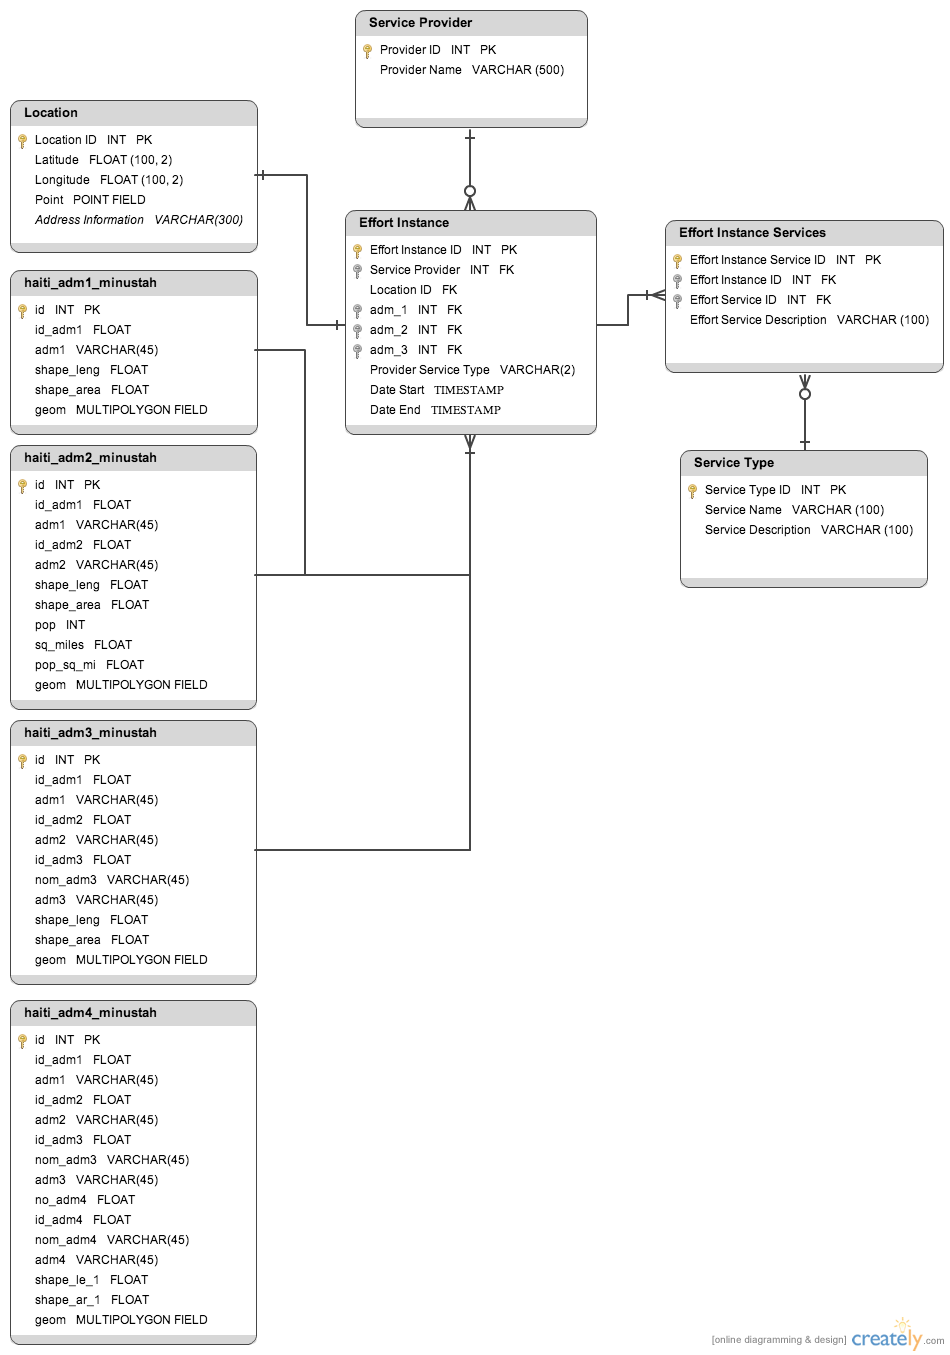 Service Provider
Provider ID INT PK
Provider Name VARCHAR (500)
Location
Location ID INT PK
Latitude FLOAT (100, 2)
Longitude FLOAT (100, 2)
Point POINT FIELD
Address Information VARCHAR(300)
Effort Instance
Effort Instance ID INT PK
Service Provider INT FK
Location ID FK
adm_1 INT FK
adm_2 INT FK
adm_3 INT FK
Provider Service Type VARCHAR(2)
Date Start TIMESTAMP
Date End TIMESTAMP
Effort Instance Services
Effort Instance Service ID INT PK
Effort Instance ID INT FK
Effort Service ID INT FK
Effort Service Description VARCHAR (100)
Service Type
Service Type ID INT PK
Service Name VARCHAR (100)
Service Description VARCHAR (100)
haiti_adm1_minustah
id INT PK
id_adm1 FLOAT
adm1 VARCHAR(45)
shape_leng FLOAT
shape_area FLOAT
geom MULTIPOLYGON FIELD
haiti_adm2_minustah
id INT PK
id_adm1 FLOAT
adm1 VARCHAR(45)
id_adm2 FLOAT
adm2 VARCHAR(45)
shape_leng FLOAT
shape_area FLOAT
pop INT
sq_miles FLOAT
pop_sq_mi FLOAT
geom MULTIPOLYGON FIELD
haiti_adm3_minustah
id INT PK
id_adm1 FLOAT
adm1 VARCHAR(45)
id_adm2 FLOAT
adm2 VARCHAR(45)
id_adm3 FLOAT
nom_adm3 VARCHAR(45)
adm3 VARCHAR(45)
shape_leng FLOAT
shape_area FLOAT
geom MULTIPOLYGON FIELD
haiti_adm4_minustah
id INT PK
id_adm1 FLOAT
adm1 VARCHAR(45)
id_adm2 FLOAT
adm2 VARCHAR(45)
id_adm3 FLOAT
nom_adm3 VARCHAR(45)
adm3 VARCHAR(45)
no_adm4 FLOAT
id_adm4 FLOAT
nom_adm4 VARCHAR(45)
adm4 VARCHAR(45)
shape_le_1 FLOAT
shape_ar_1 FLOAT
geom MULTIPOLYGON FIELD
[online diagramming & design] creately.com